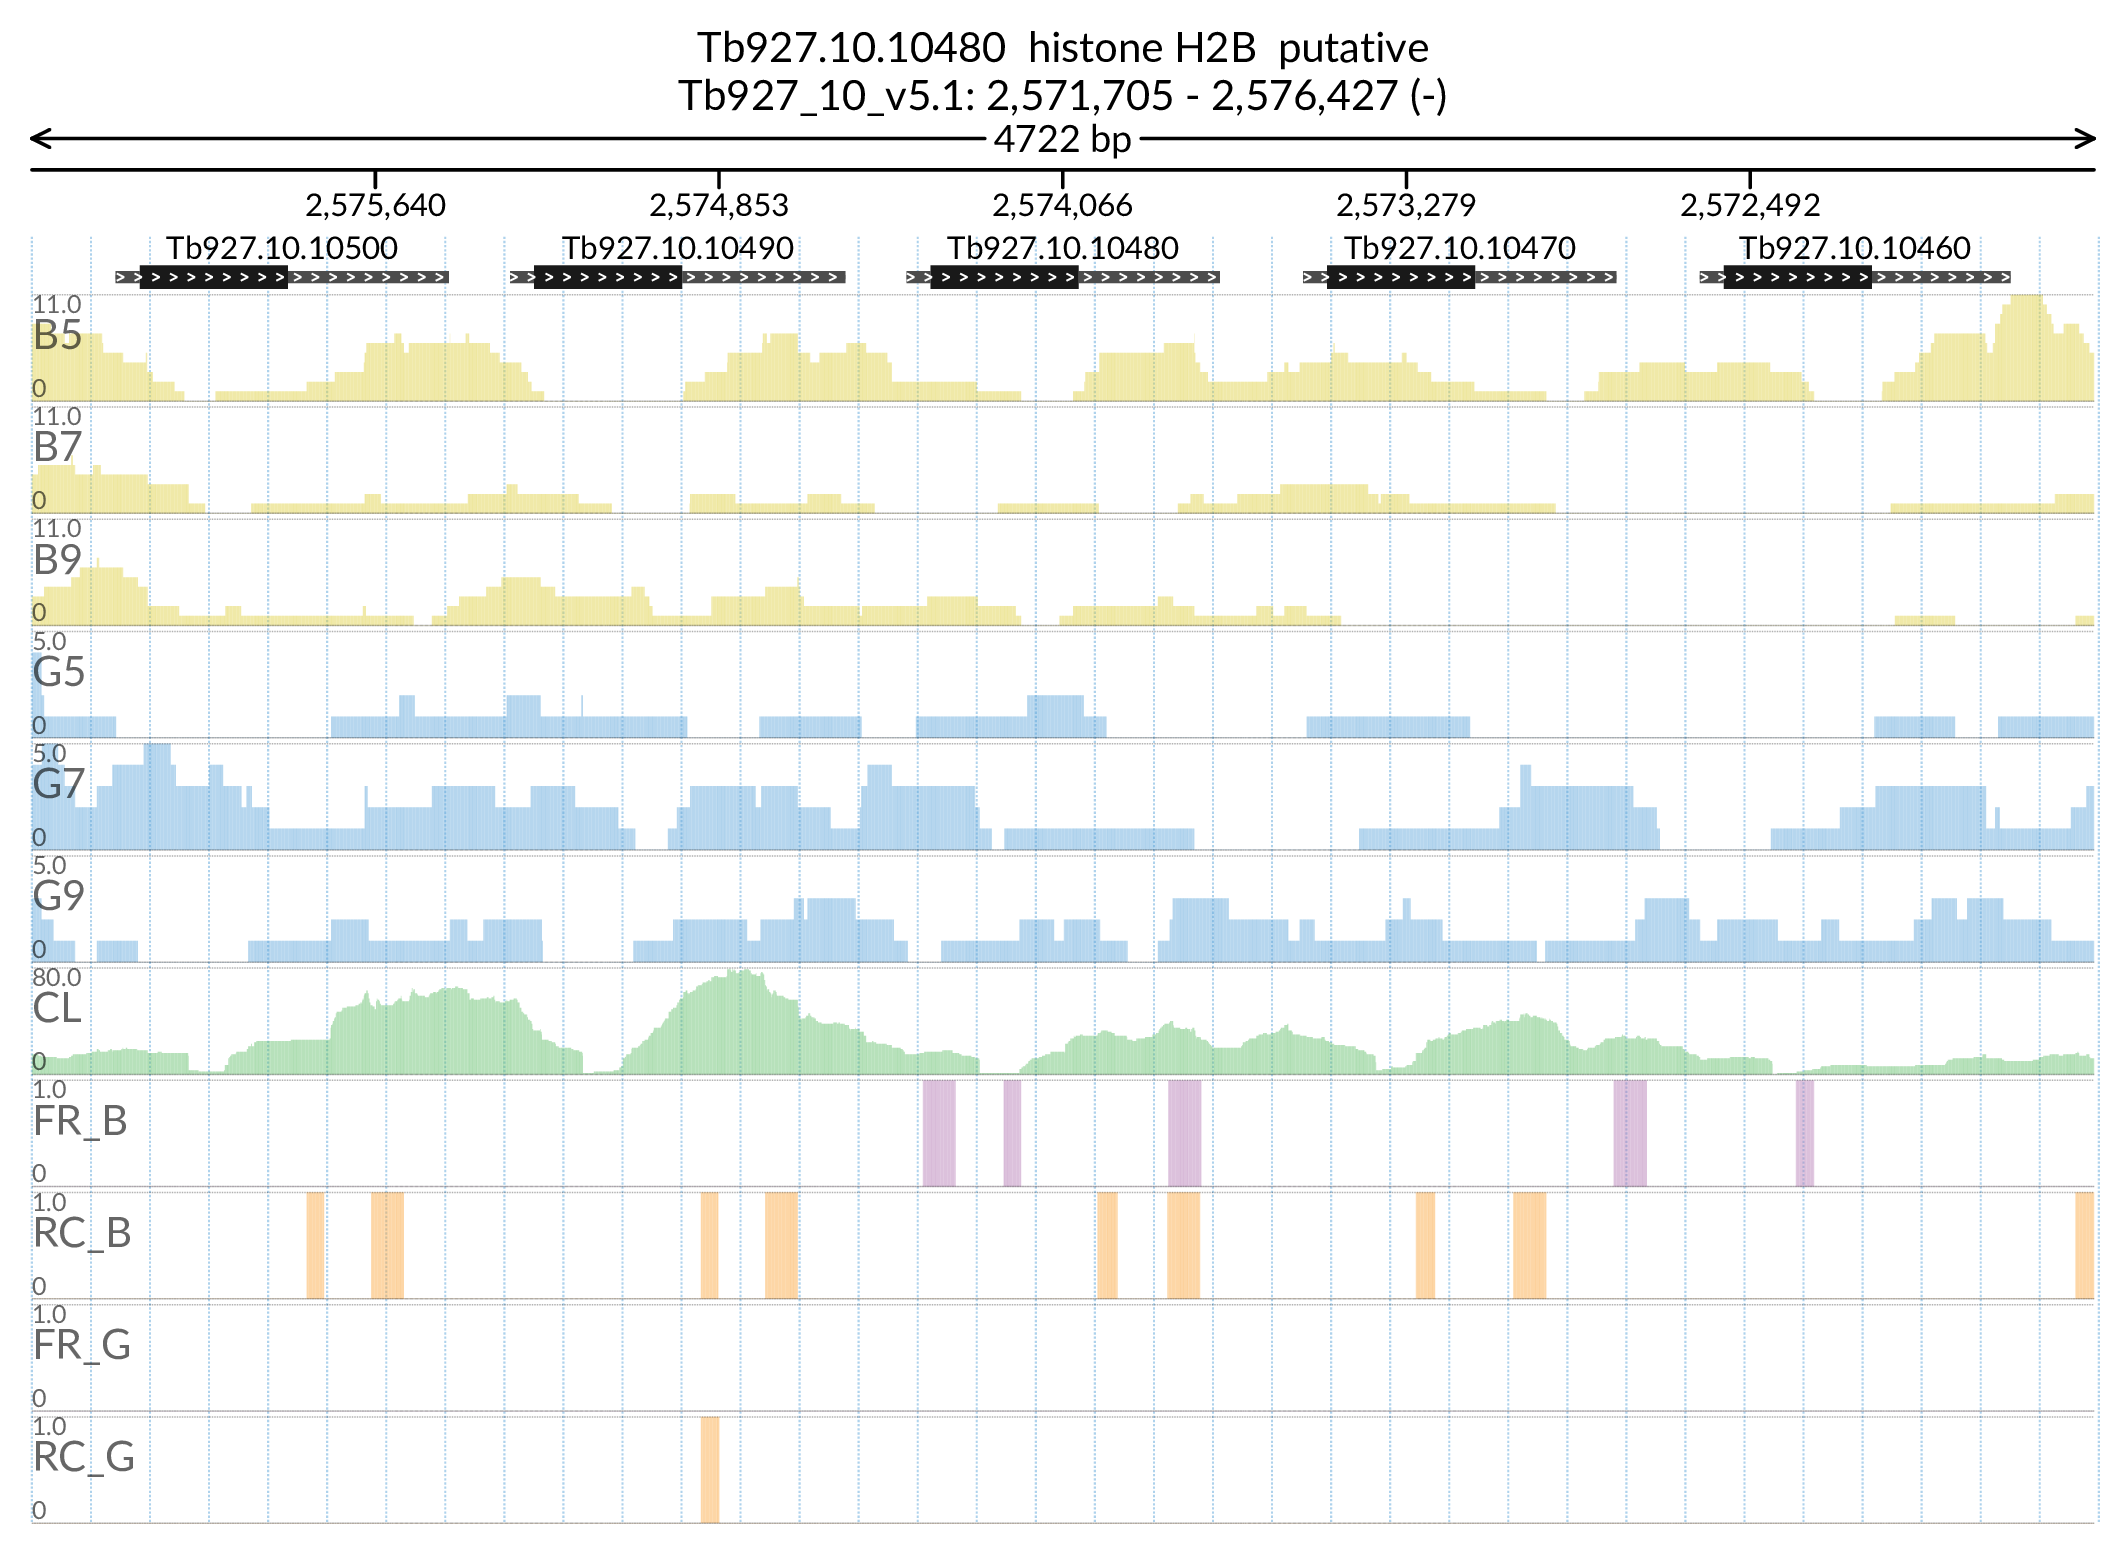 Tb927.10.10480  histone H2B  putative
Tb927_10_v5.1: 2,571,705 - 2,576,427 (-)
4722 bp
2,575,640 2,574,853 2,574,066 2,573,279 2,572,492
Tb927.10.10500 Tb927.10.10490 Tb927.10.10480 Tb927.10.10470 Tb927.10.10460
11.0
B5
0
11.0
B7
0
11.0
B9
0
5.0
G5
0
5.0
G7
0
5.0
G9
0
80.0
CL
0
1.0
FR_B
0
1.0
RC_B
0
1.0
FR_G
0
1.0
RC_G
0